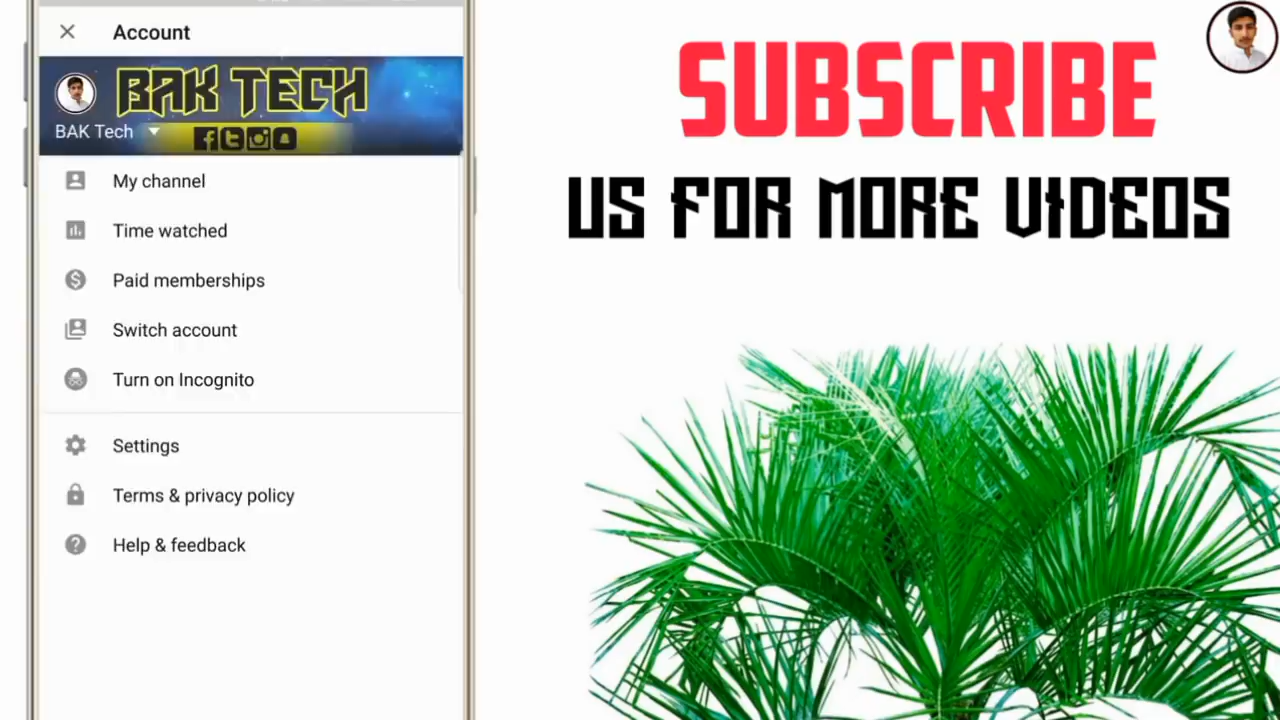 Account
BAK TECH
BAK Tech
My channel
Time watched
Paid memberships
Switch account
Turn on Incognito
Settings
Terms & privacy policy
Help & feedback
SUBSCRIBE
US FOR MORE VIDEOS